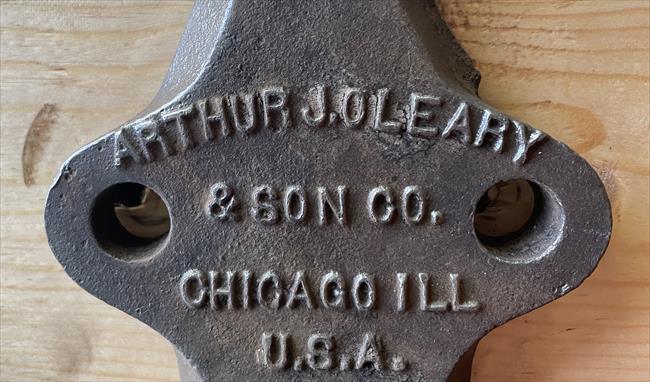 ARTHUR J. O'LEARY
& SON CO.
CHICAGO ILL
U.S.A.